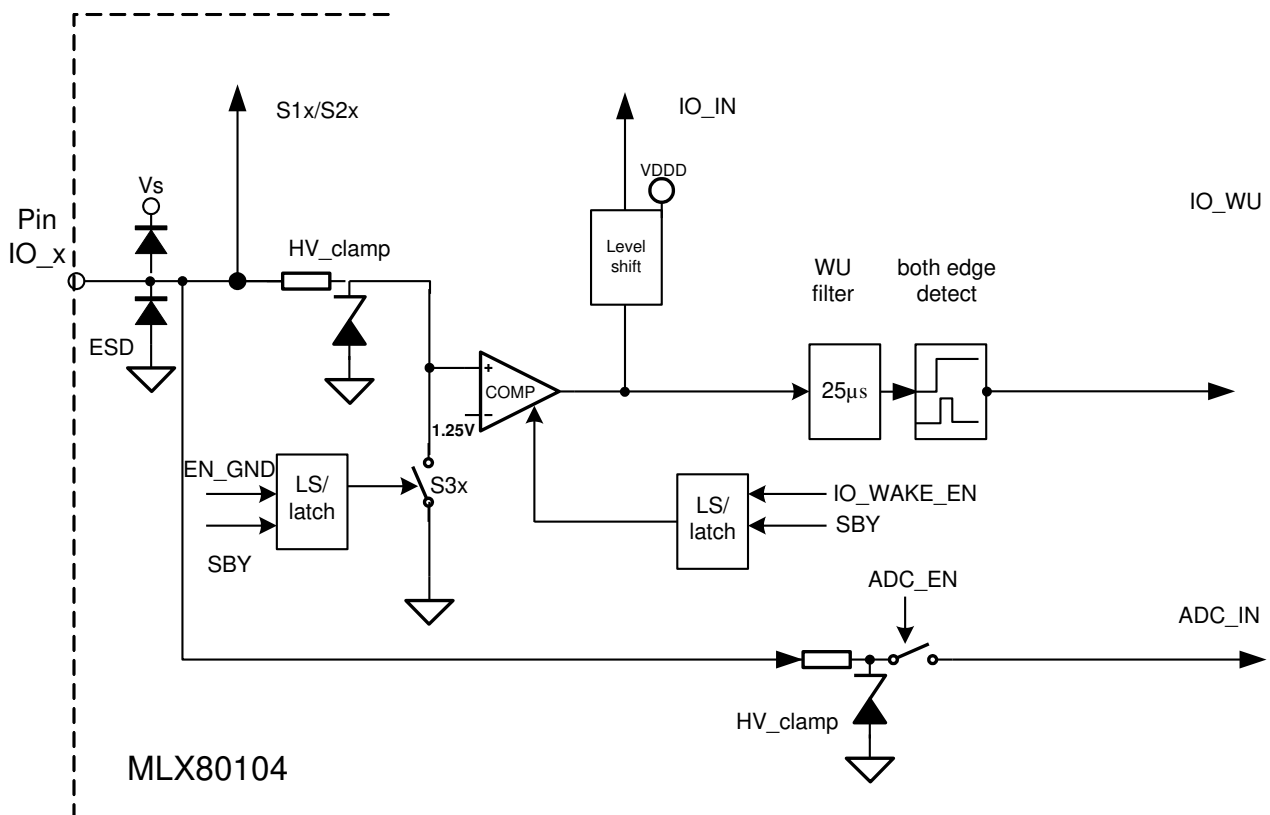 S1x/S2x
IO_IN
VDDD
Vs
IO_WU
Pin
IO_x
HV_clamp
Level
shift
WU
filter
both edge
detect
ESD
+
COMP
−
1.25V
25µs
EN_GND
LS/
latch
S3x
SBY
LS/
latch
IO_WAKE_EN
SBY
ADC_EN
ADC_IN
HV_clamp
MLX80104